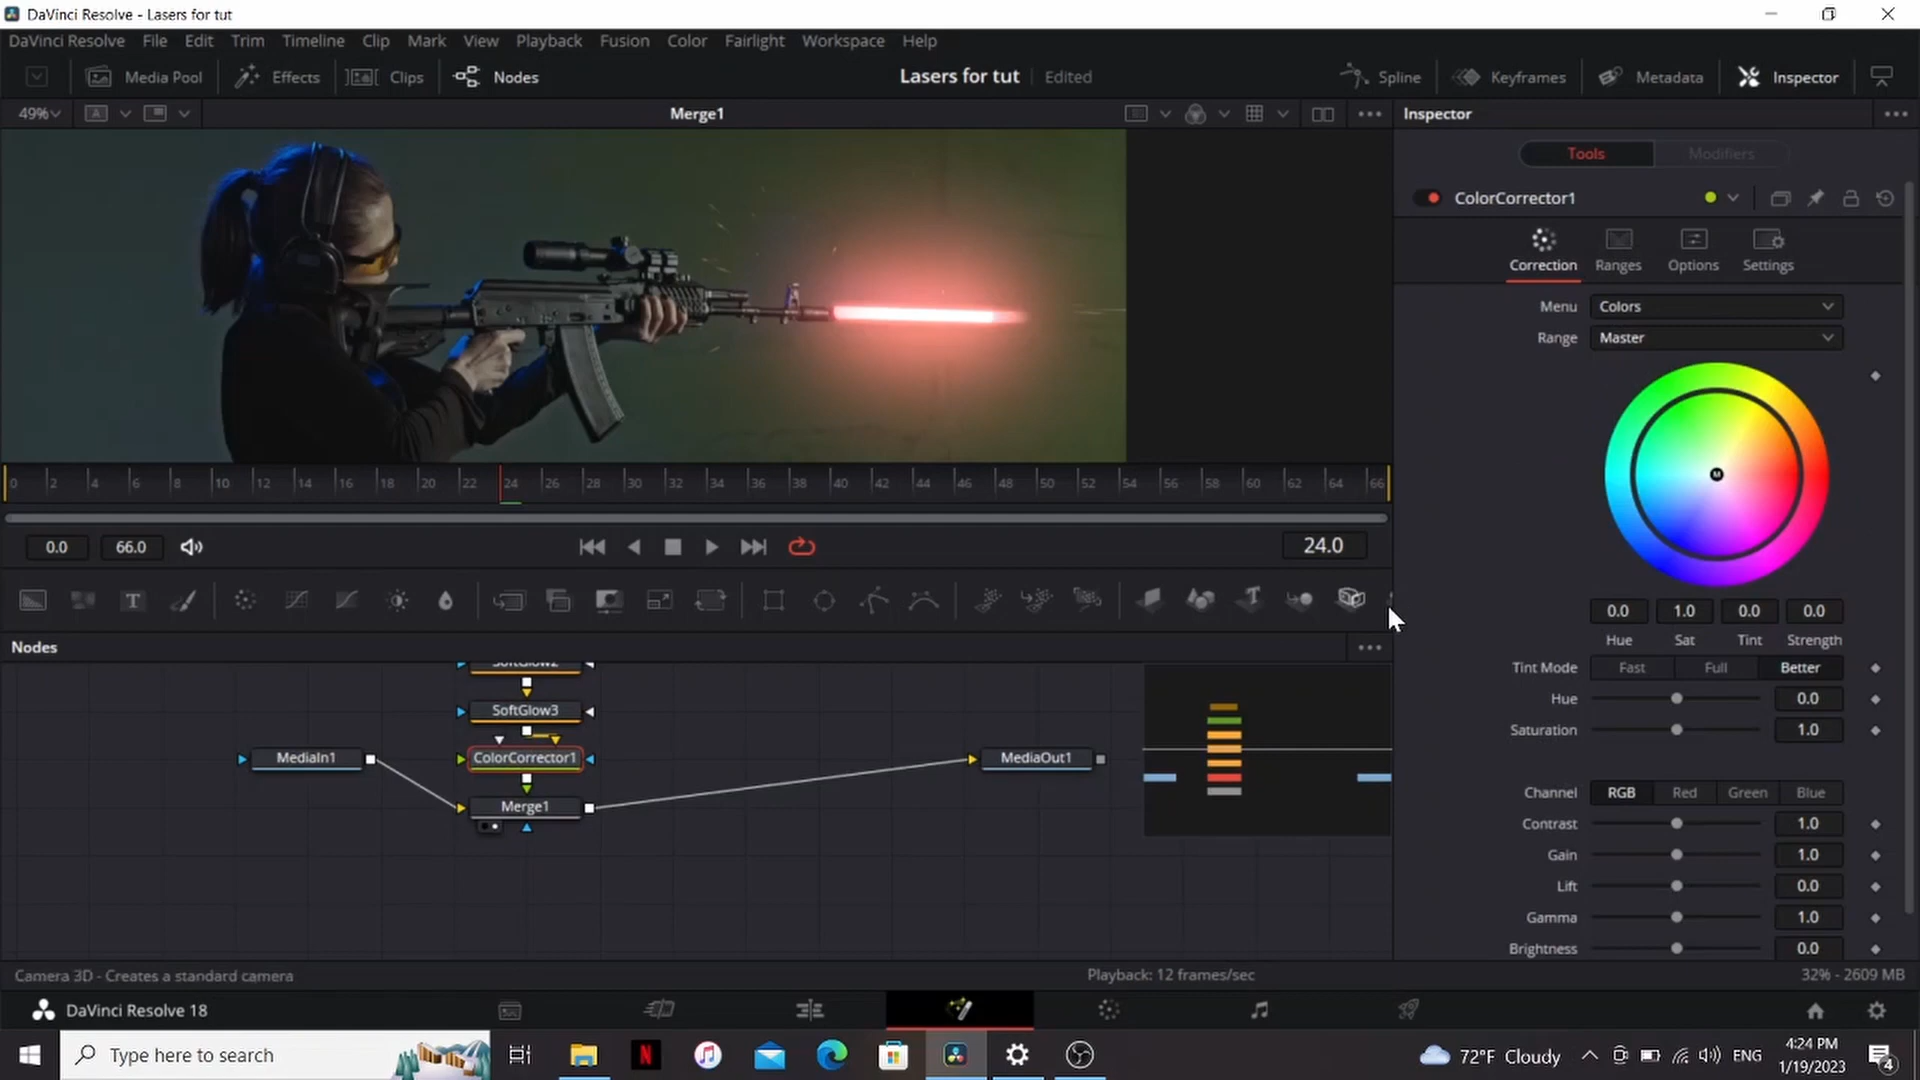 DaVinci Resolve - Lasers for tut
DaVinci Resolve File Edit Trim Timeline Clip Mark View Playback Fusion Color Fairlight Workspace Help
Media Pool Effects Clips Nodes Lasers for tut Edited Spline Keyframes Metadata Inspector
49% A Merge1 Inspector
Tools Modifiers
ColorCorrector1
Correction Ranges Options Settings
Menu Colors
Range Master
M
0 2 4 6 8 10 12 14 16 18 20 22 24 26 28 30 32 34 36 38 40 42 44 46 48 50 52 54 56 58 60 62 64 66
0.0 66.0 24.0
T T
0.0 1.0 0.0 0.0
Hue Sat Tint Strength
Nodes
SoftGlow2
Tint Mode Fast Full Better
Hue 0.0
SoftGlow3
Saturation 1.0
MediaIn1 ColorCorrector1 MediaOut1
Channel RGB Red Green Blue
Merge1
Contrast 1.0
Gain 1.0
Lift 0.0
Gamma 1.0
Brightness 0.0
Camera 3D - Creates a standard camera Playback: 12 frames/sec 32% - 2609 MB
DaVinci Resolve 18
Type here to search N 72°F Cloudy ENG 4:24 PM
1/19/2023 4